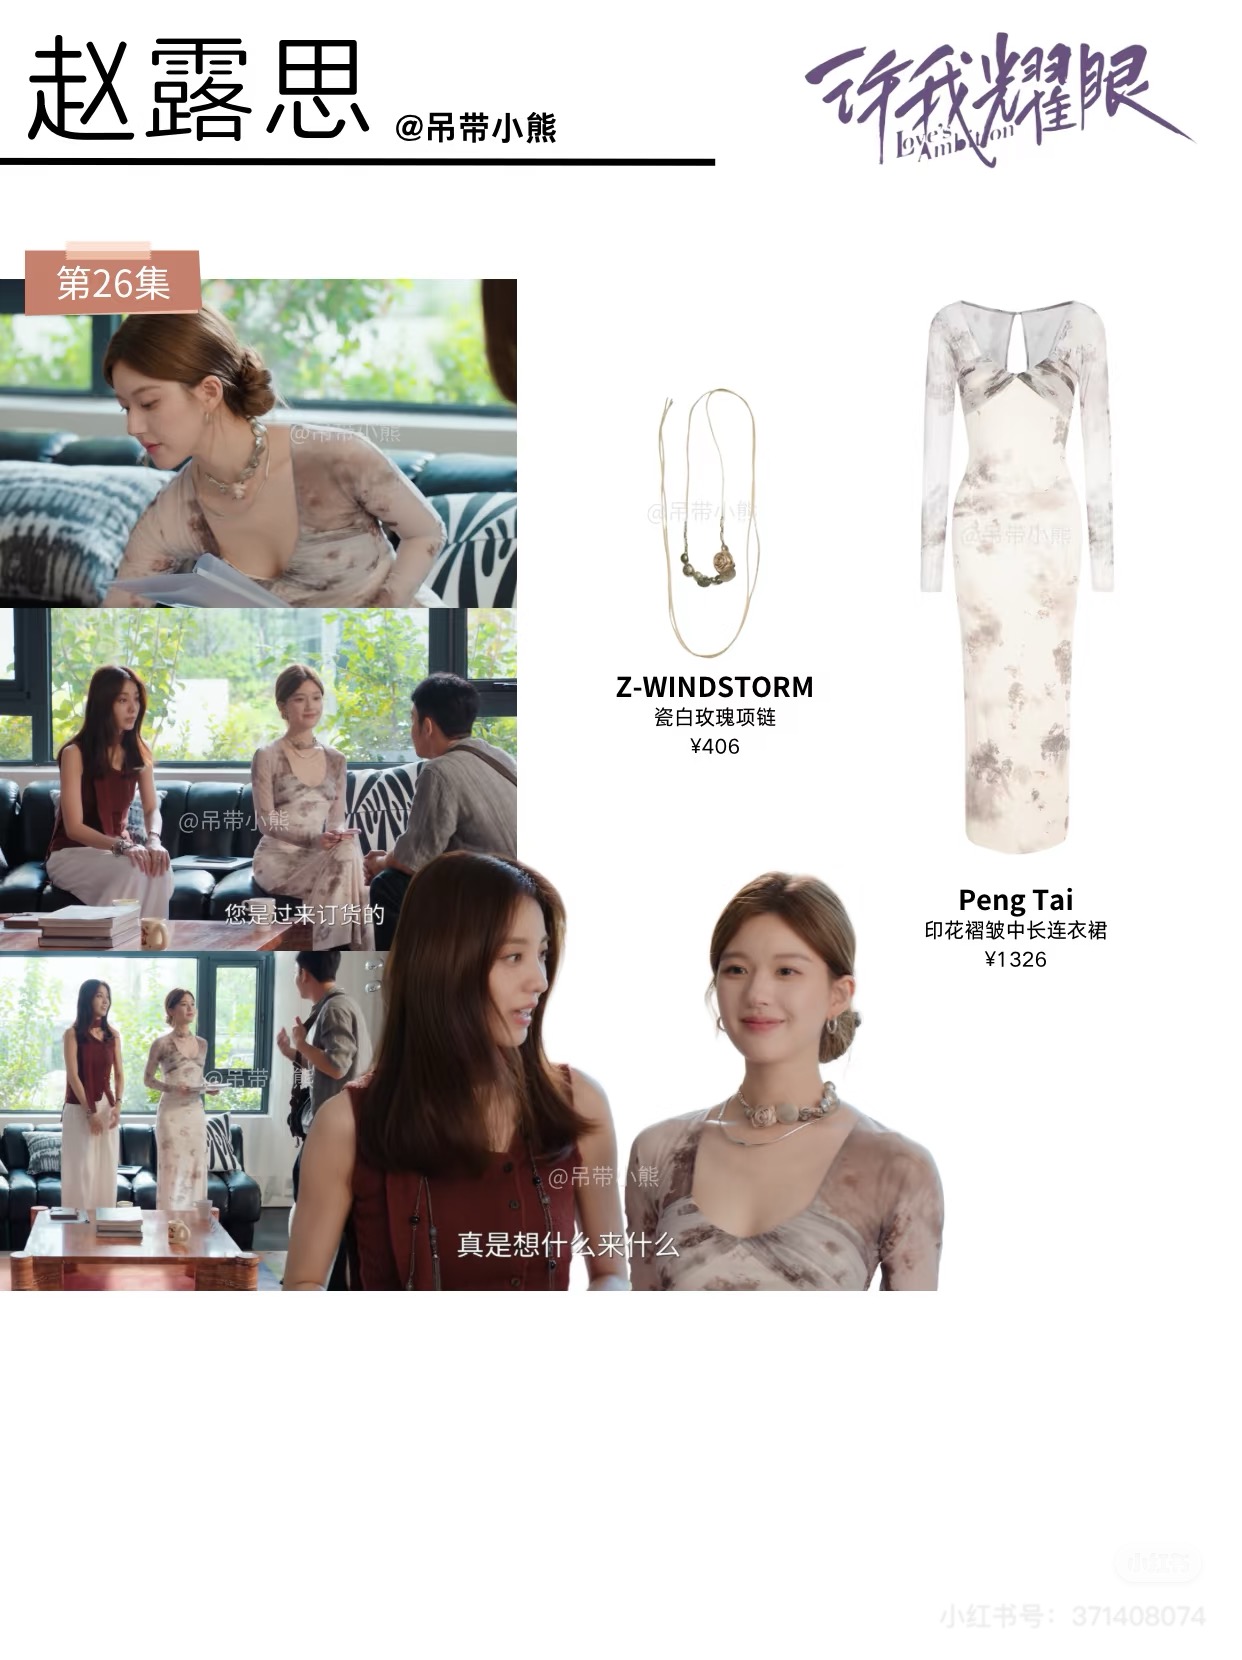 赵露思 @吊带小熊
许我耀眼
Love's
Ambition
第26集
@吊带小熊
@吊带小熊
@吊带小熊
Z-WINDSTORM
瓷白玫瑰项链
¥406
@吊带小熊
您是过来订货的
Peng Tai
印花褶皱中长连衣裙
¥1326
@吊带小熊
@吊带小熊
@吊带小熊
真是想什么来什么
小红书
小红书号：371408074